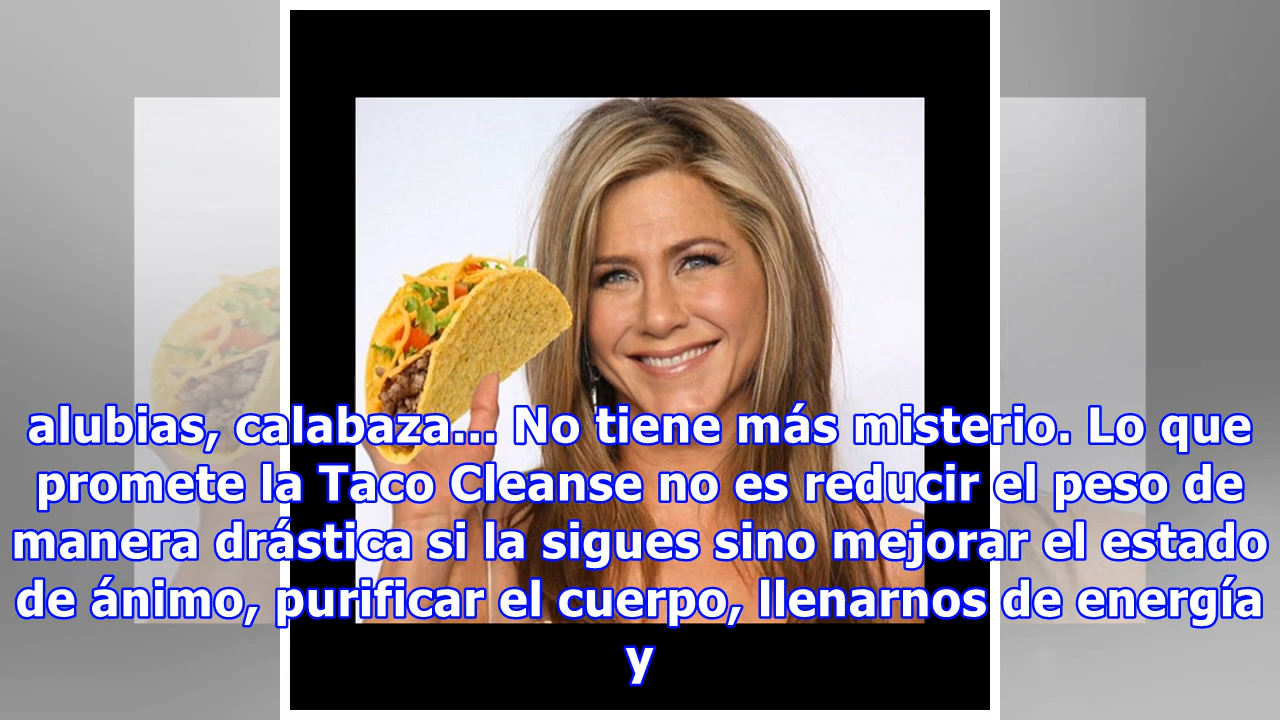 alubias, calabaza... No tiene más misterio. Lo que
promete la Taco Cleanse no es reducir el peso de
manera drástica si la sigues sino mejorar el estado
de ánimo, purificar el cuerpo, llenarnos de energía
y